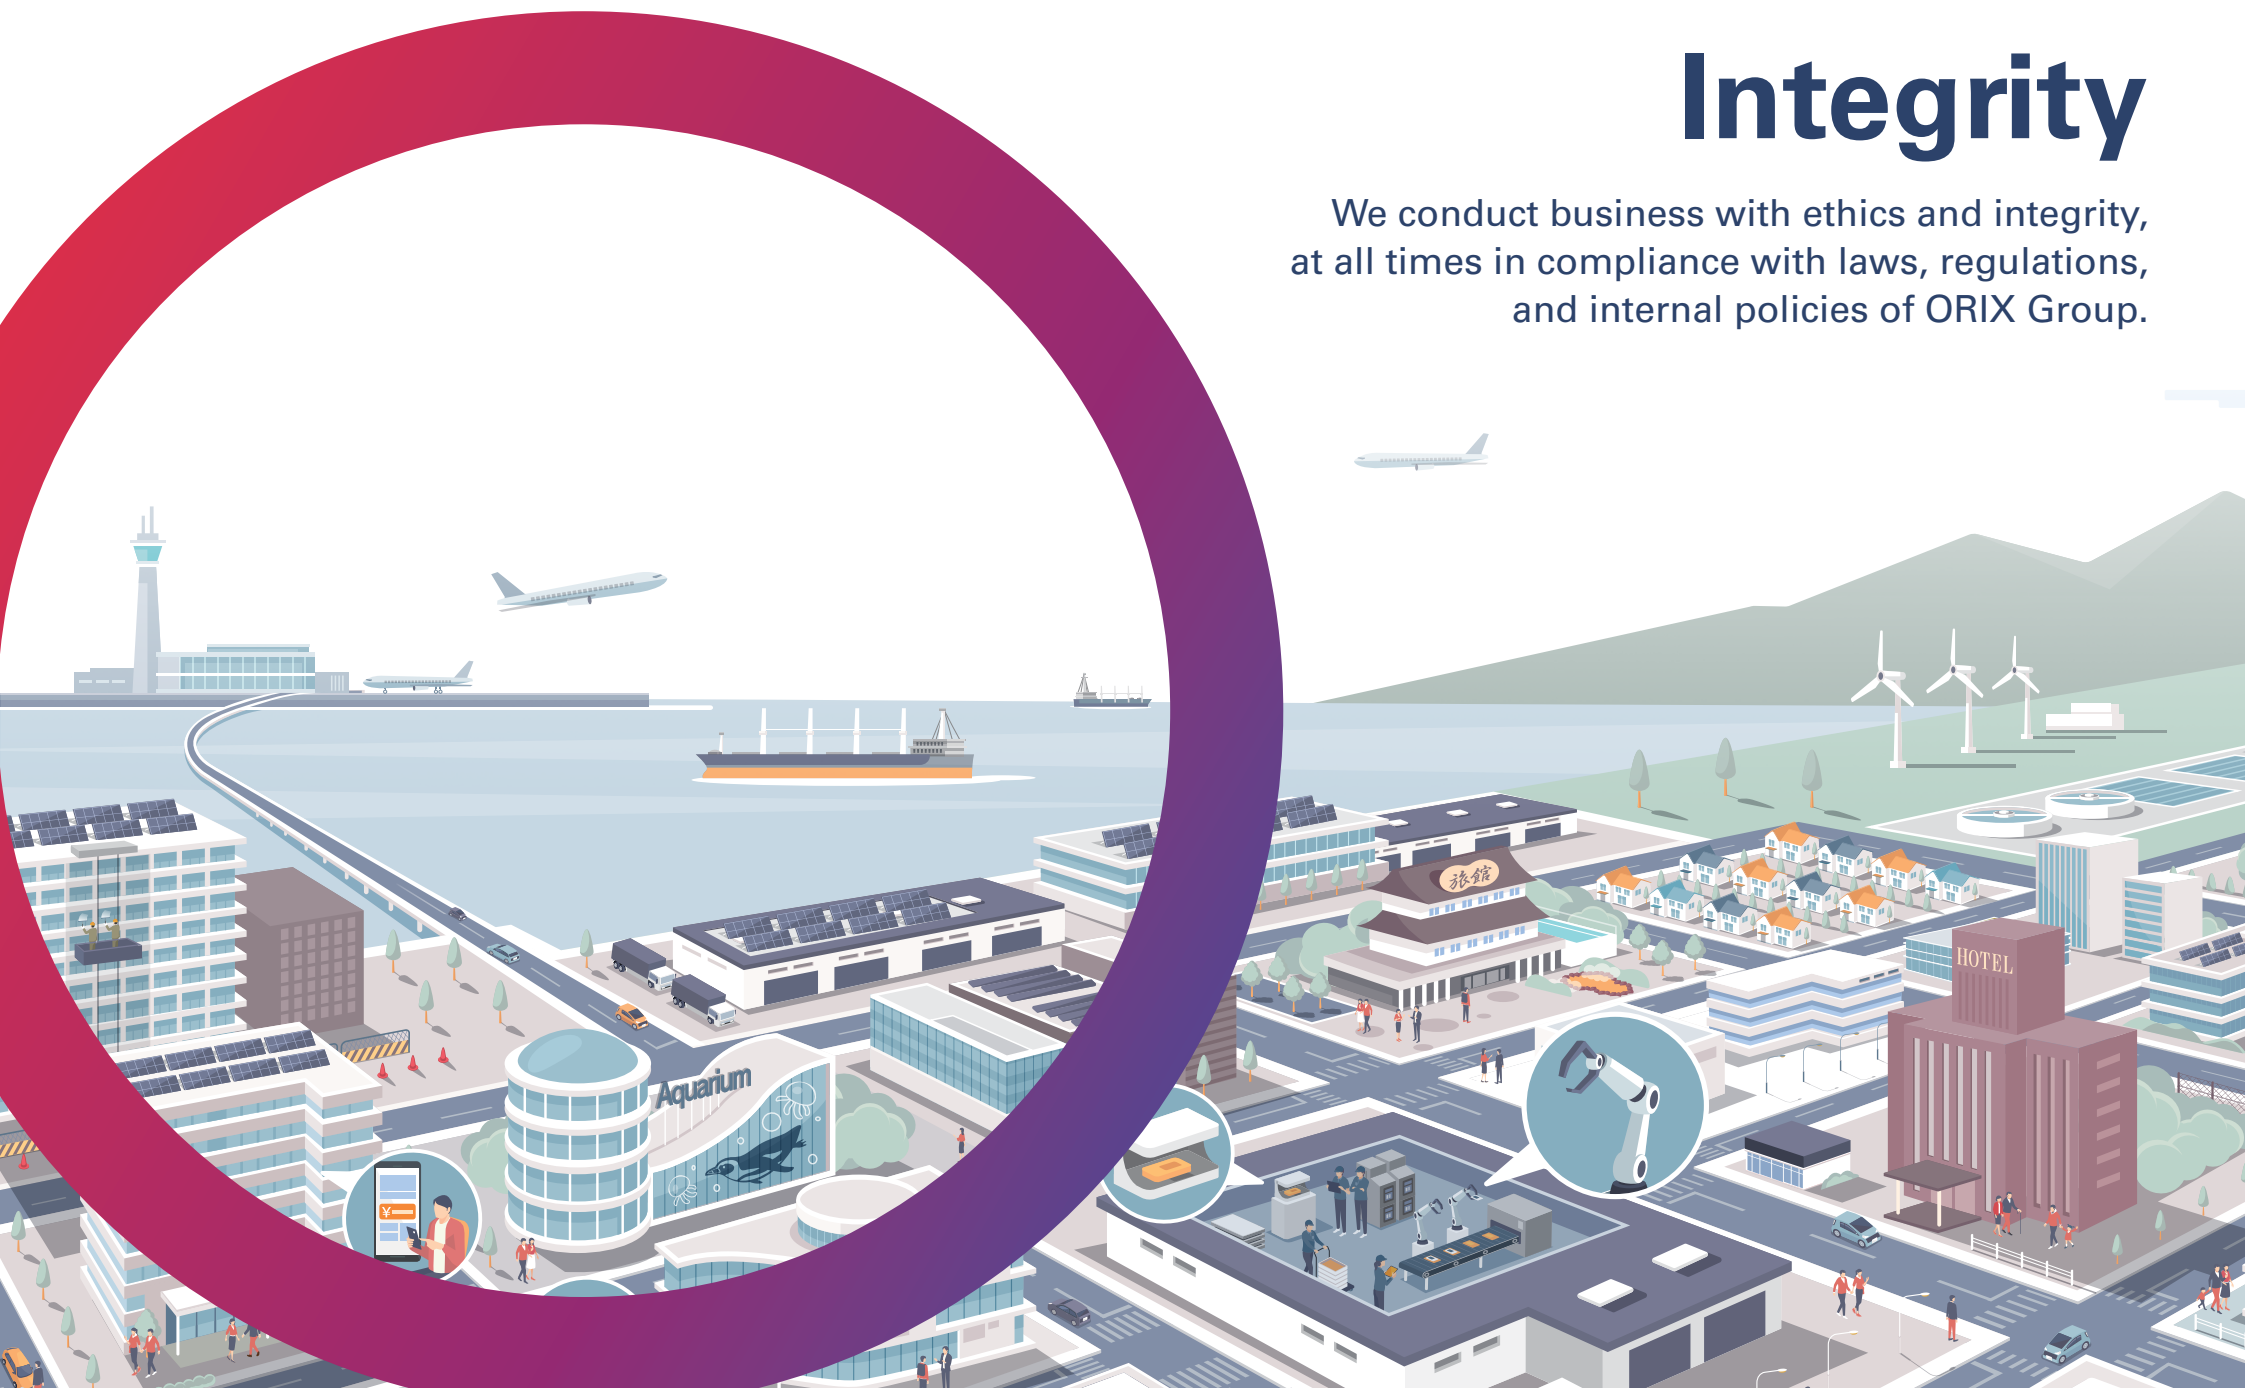 Integrity
We conduct business with ethics and integrity,
at all times in compliance with laws, regulations,
and internal policies of ORIX Group.
旅館
HOTEL
Aquarium
¥